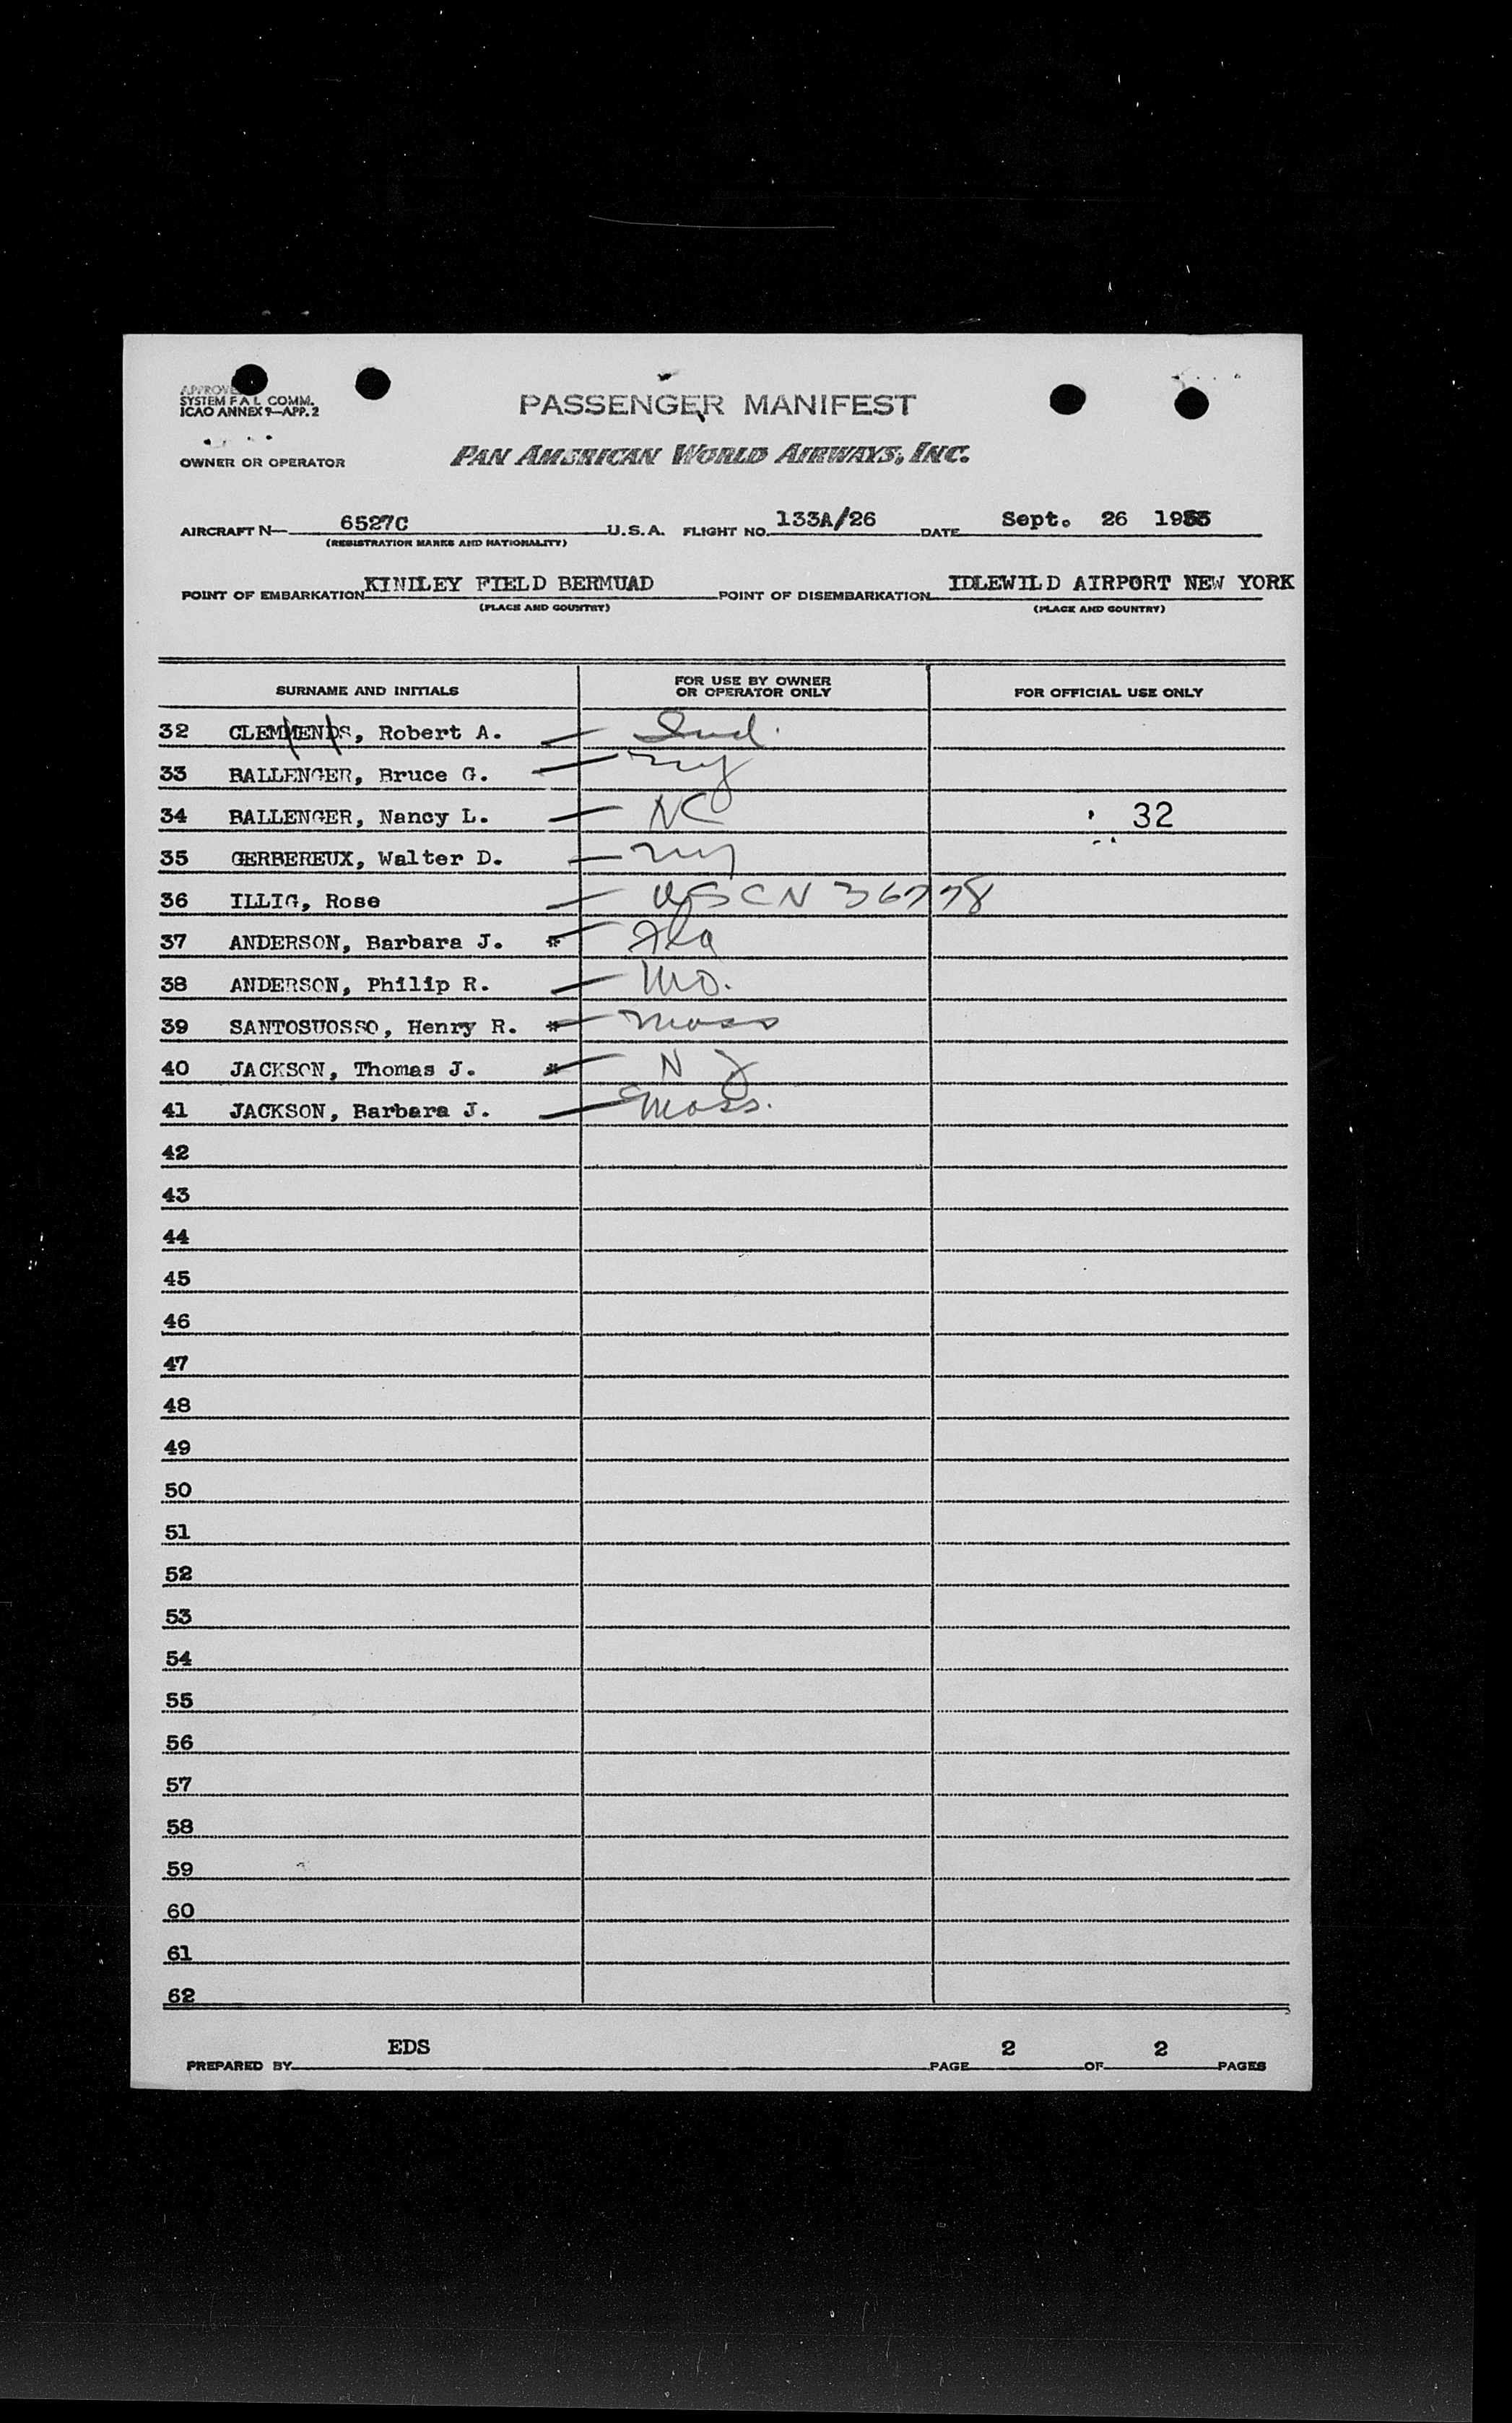 APPROVED
SYSTEM F A L COMM.
ICAO ANNEX 9—APP. 2
PASSENGER MANIFEST
OWNER OR OPERATOR PAN AMERICAN WORLD AIRWAYS, INC.
AIRCRAFT N— 6527C U.S.A. FLIGHT NO. 133A/26 DATE Sept. 26
(REGISTRATION MARKS AND NATIONALITY)
POINT OF EMBARKATION KINDLEY FIELD BERMUAD POINT OF DISEMBARKATION IDLEWILD AIRPORT NEW YORK
(PLACE AND COUNTRY) (PLACE AND COUNTRY)
SURNAME AND INITIALS FOR USE BY OWNER OR OPERATOR ONLY FOR OFFICIAL USE ONLY
32 CLEMMENDS, Robert A. — Ind.
33 BALLENGER, Bruce G. — NY
34 BALLENGER, Nancy L. — NC 32
35 GERBEREUX, Walter D. — NY
36 ILLIG, Rose — USCN 36778
37 ANDERSON, Barbara J. *
38 ANDERSON, Philip R. — Mo.
39 SANTOSUOSSO, Henry R. * — Mass
40 JACKSON, Thomas J. * — N J
41 JACKSON, Barbara J. — Mass.
42
43
44
45
46
47
48
49
50
51
52
53
54
55
56
57
58
59
60
61
62
PREPARED BY EDS PAGE 2 OF 2 PAGES